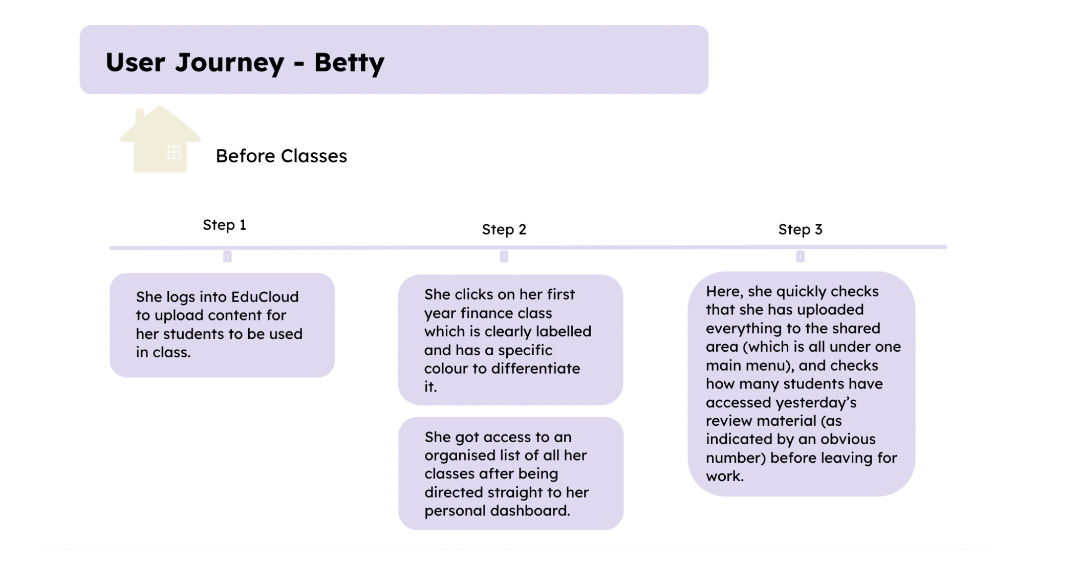 User Journey - Betty
Before Classes
Step 1
She logs into EduCloud
to upload content for
her students to be used
in class.
Step 2
She clicks on her first
year finance class
which is clearly labelled
and has a specific
colour to differentiate
it.
She got access to an
organised list of all her
classes after being
directed straight to her
personal dashboard.
Step 3
Here, she quickly checks
that she has uploaded
everything to the shared
area (which is all under one
main menu), and checks
how many students have
accessed yesterday’s
review material (as
indicated by an obvious
number) before leaving for
work.